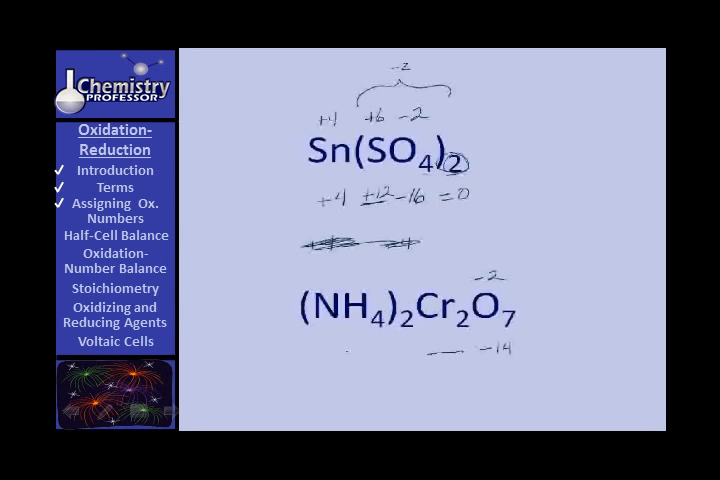 Chemistry
PROFESSOR
Oxidation-
Reduction
✓ Introduction
✓ Terms
✓ Assigning Ox.
Numbers
Half-Cell Balance
Oxidation-
Number Balance
Stoichiometry
Oxidizing and
Reducing Agents
Voltaic Cells
-2
+4 +6 -2
Sn(SO₄)₂
+4 +12 -16 = 0
-2
(NH₄)₂Cr₂O₇
-14